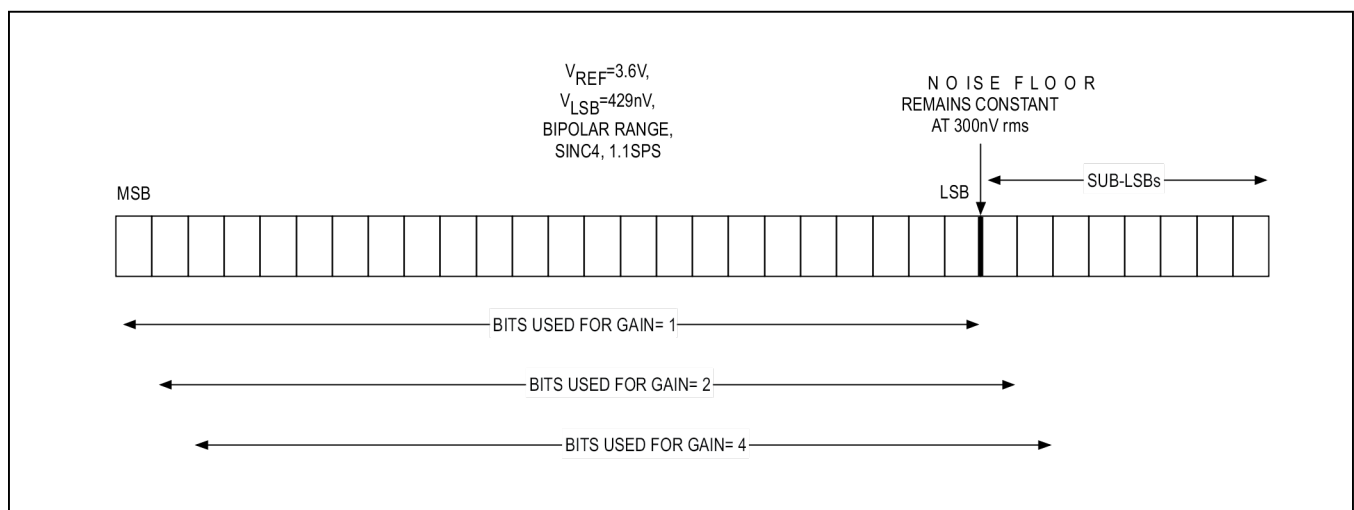 V_REF=3.6V,
V_LSB=429nV,
BIPOLAR RANGE,
SINC4, 1.1SPS
NOISE FLOOR
REMAINS CONSTANT
AT 300nV rms
SUB-LSBs
MSB
LSB
BITS USED FOR GAIN= 1
BITS USED FOR GAIN= 2
BITS USED FOR GAIN= 4